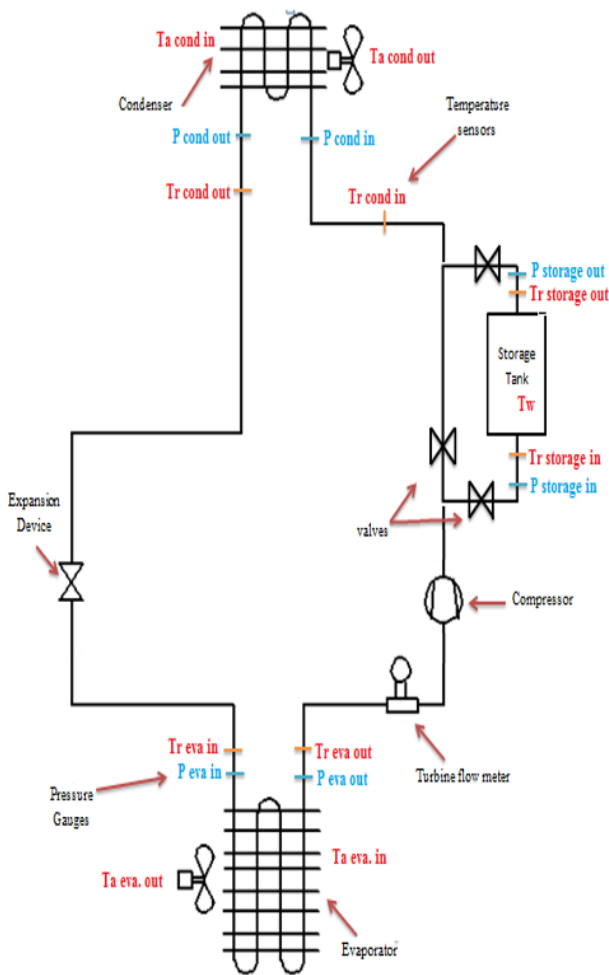 Ta cond in
Ta cond out
Condenser
Temperature
sensors
P cond out
P cond in
Tr cond out
Tr cond in
P storage out
Tr storage out
Storage
Tank
Tw
Tr storage in
P storage in
Expansion
Device
valves
Compressor
Tr eva in
Tr eva out
P eva in
P eva out
Turbine flow meter
Pressure
Gauges
Ta eva. in
Ta eva. out
Evaporator